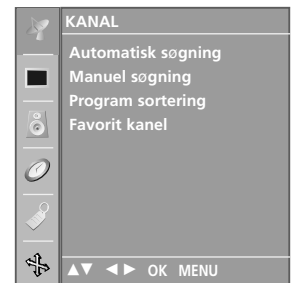 KANAL
Automatisk søgning
Manuel søgning
Program sortering
Favorit kanel
▲▼ ◄► OK MENU